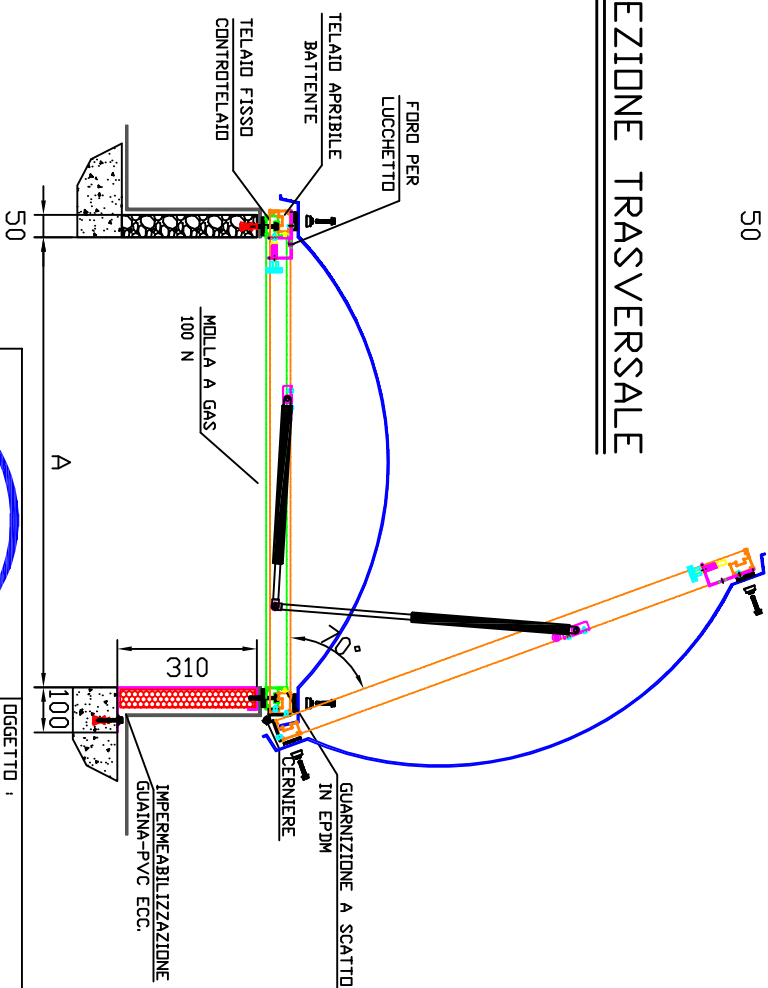 EZIONE TRASVERSALE
50
FORO PER
LUCCHETTO
TELAIO APRIBILE
BATTENTE
TELAIO FISSO
CONTROTELAIO
MOLLA A GAS
100 N
70°
310
A
50
100
CERNIERE
GUARNIZIONE A SCATTO
IN EPDM
IMPERMEABILIZZAZIONE
GUAINA-PVC ECC.
OGGETTO :